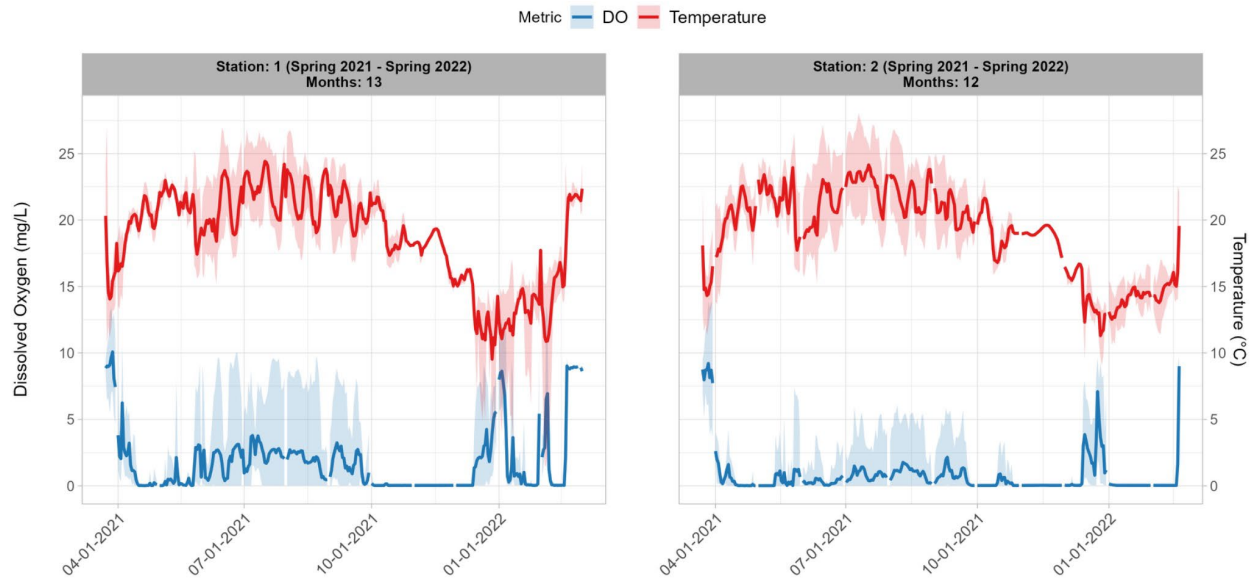 Metric DO Temperature
Station: 1 (Spring 2021 - Spring 2022)
Months: 13
Station: 2 (Spring 2021 - Spring 2022)
Months: 12
Dissolved Oxygen (mg/L)
25
20
15
10
5
0
25
20
15
10
5
0
Temperature (°C)
04-01-2021
07-01-2021
10-01-2021
01-01-2022
04-01-2021
07-01-2021
10-01-2021
01-01-2022